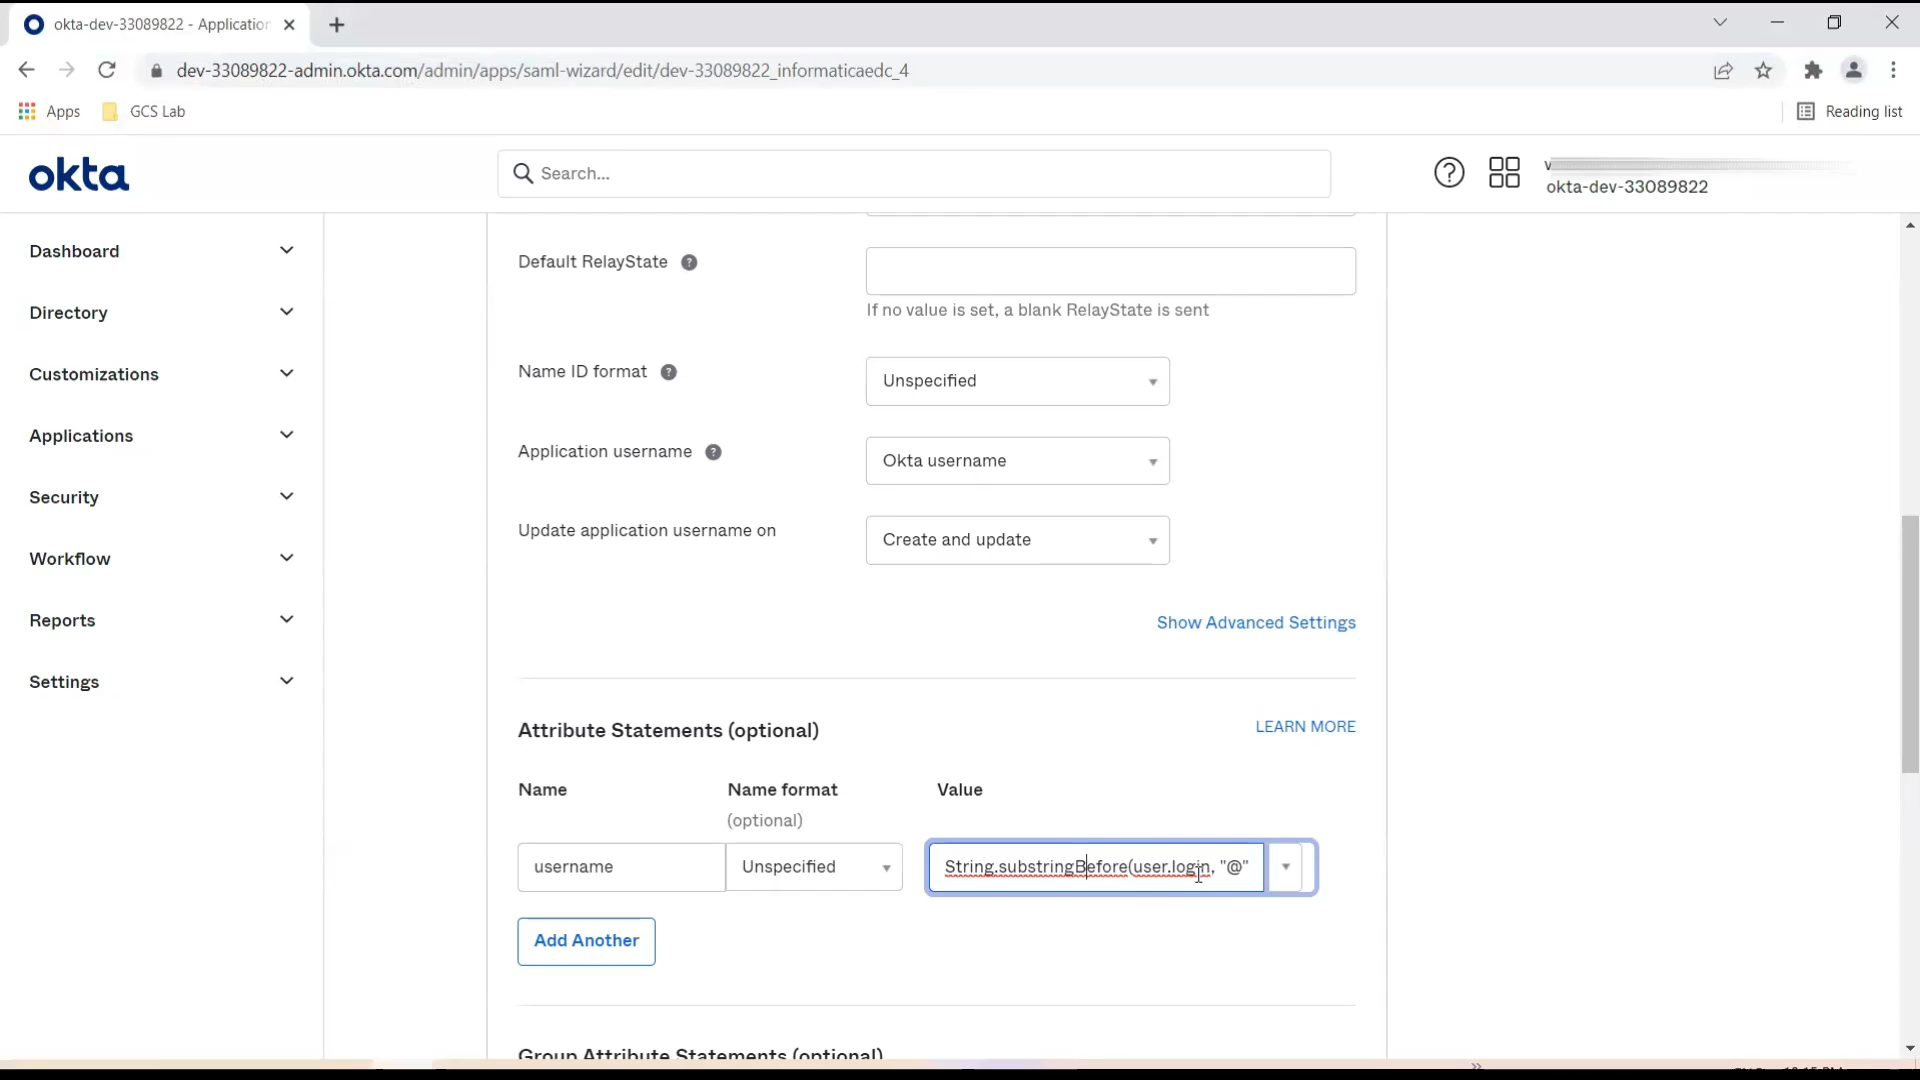 okta-dev-33089822 - Application
dev-33089822-admin.okta.com/admin/apps/saml-wizard/edit/dev-33089822_informaticaedc_4
Apps
GCS Lab
Reading list
okta
Search...
okta-dev-33089822
Dashboard
Directory
Customizations
Applications
Security
Workflow
Reports
Settings
Default RelayState
If no value is set, a blank RelayState is sent
Name ID format
Unspecified
Application username
Okta username
Update application username on
Create and update
Show Advanced Settings
Attribute Statements (optional)
LEARN MORE
Name
Name format
(optional)
Value
username
Unspecified
String.substringBefore(user.login, "@"
Add Another
Group Attribute Statements (optional)